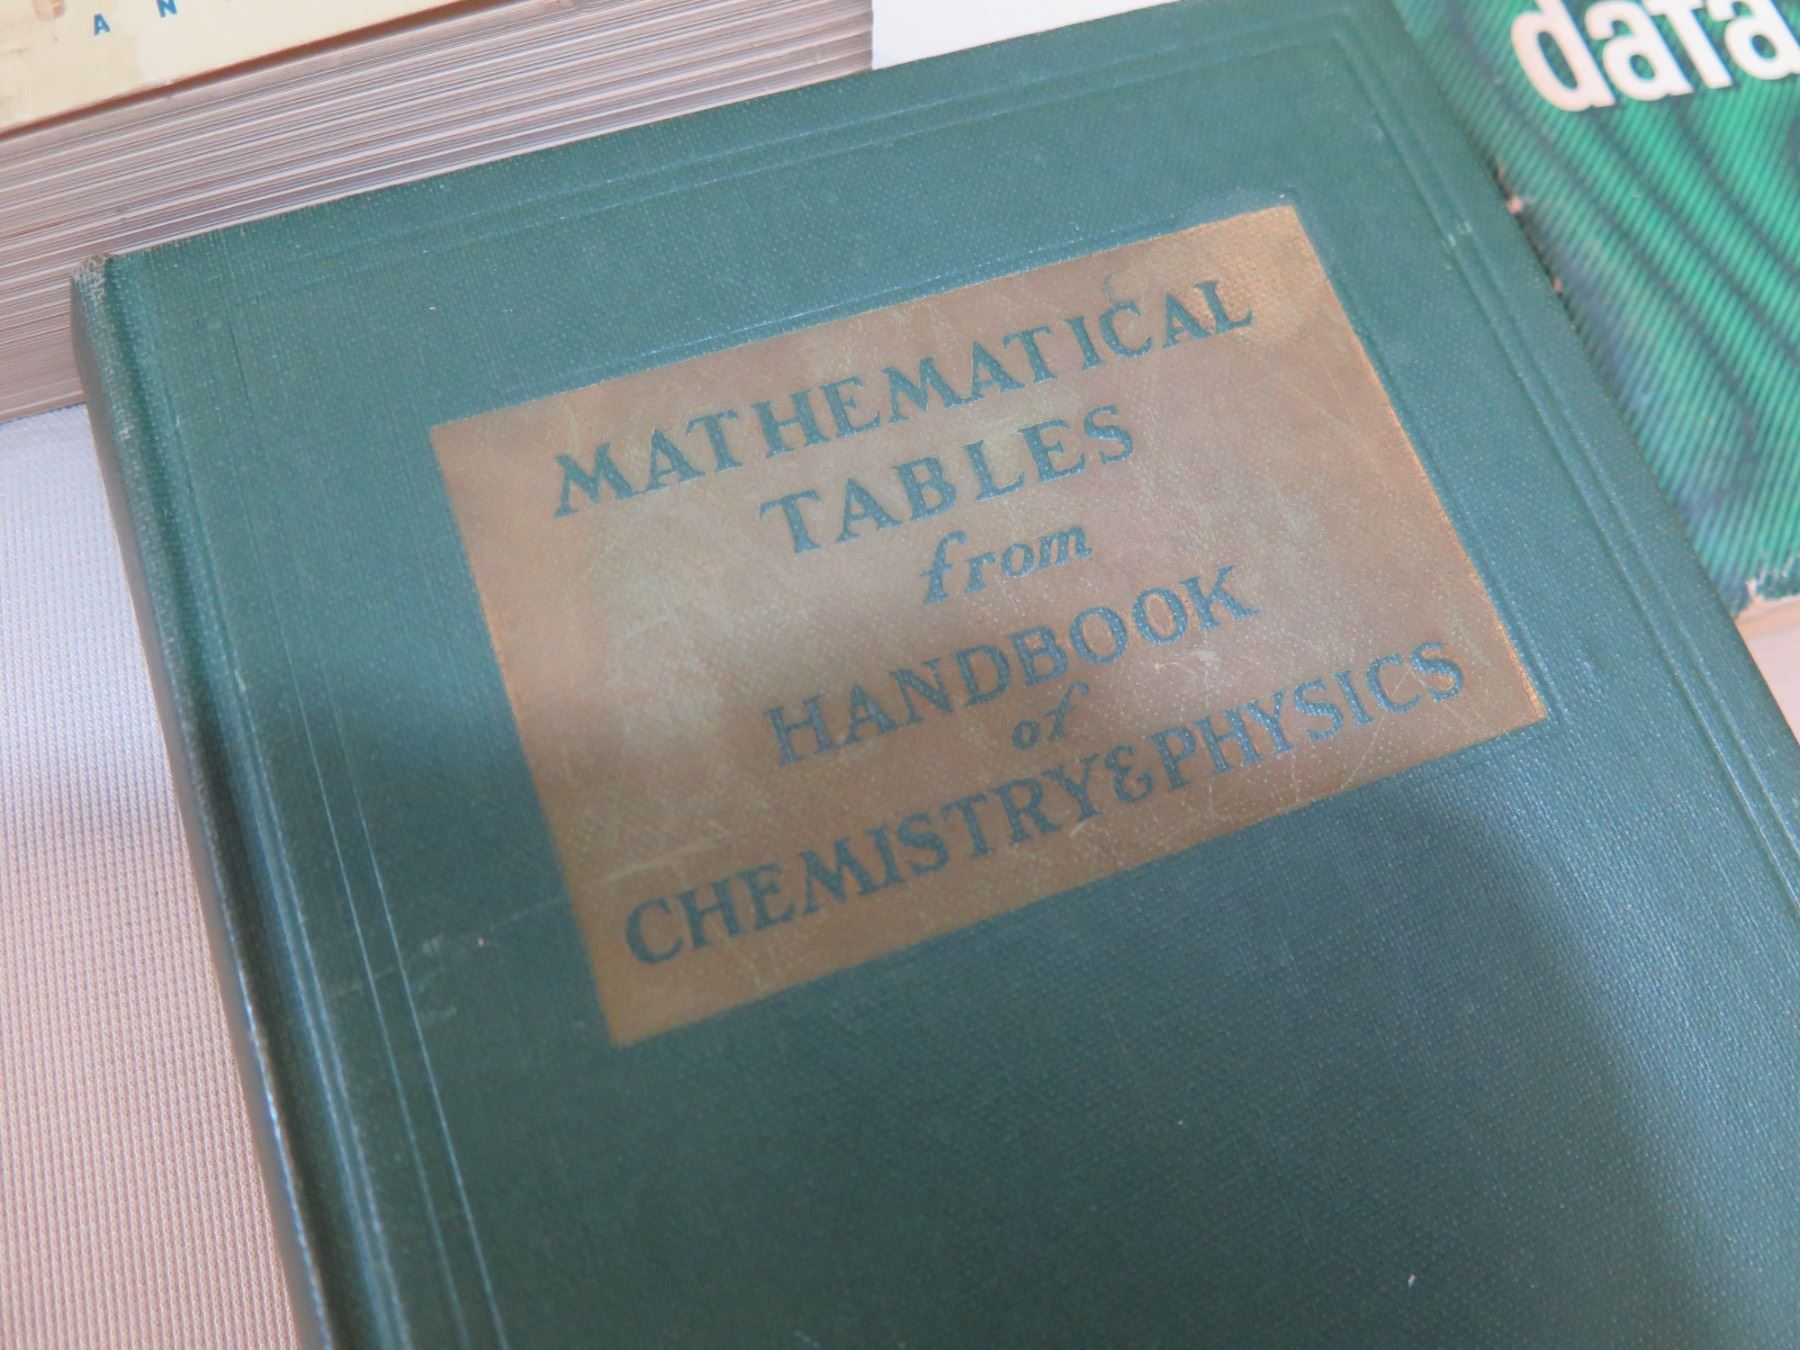 A N
data
MATHEMATICAL
TABLES
from
HANDBOOK
of
CHEMISTRY & PHYSICS